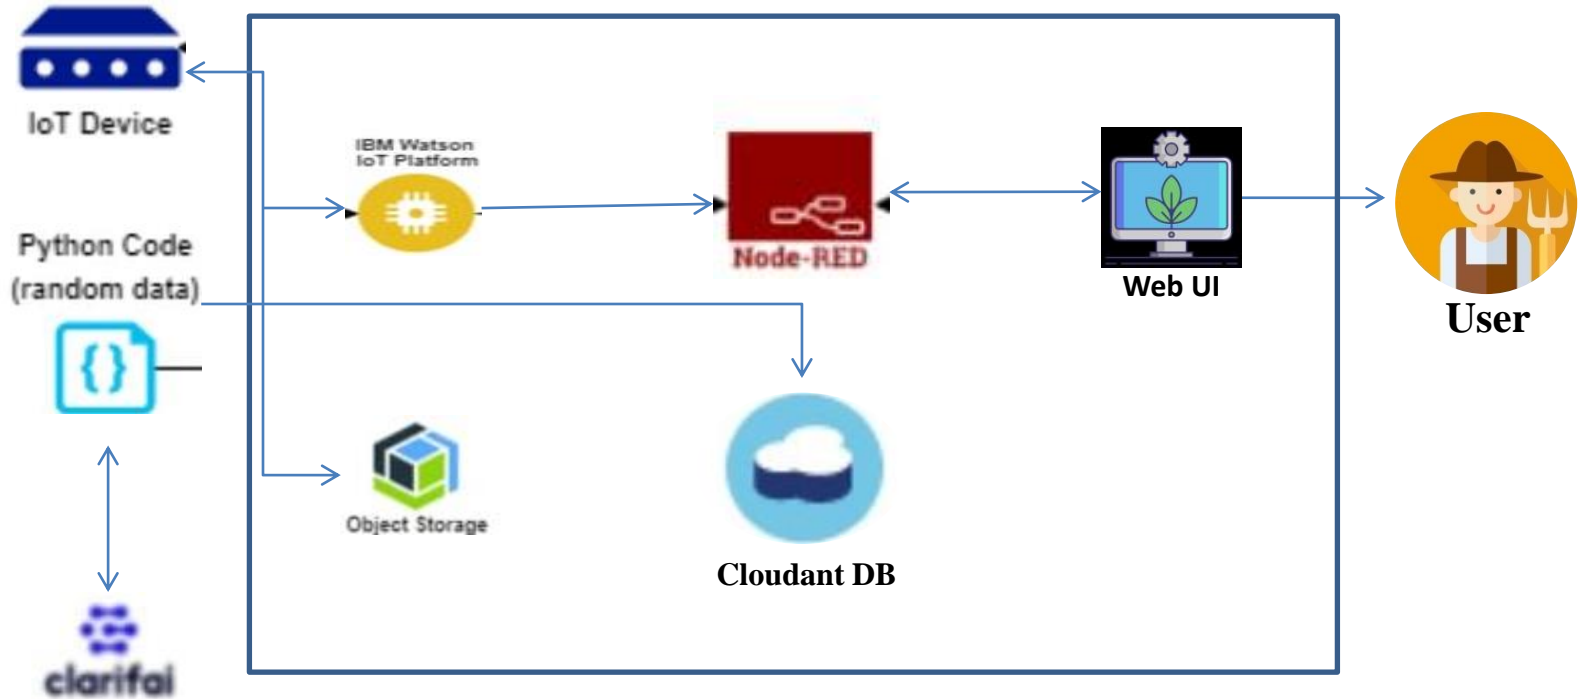 IoT Device
IBM Watson
IoT Platform
Node-RED
Web UI
User
Python Code
(random data)
{}
Object Storage
Cloudant DB
clarifai